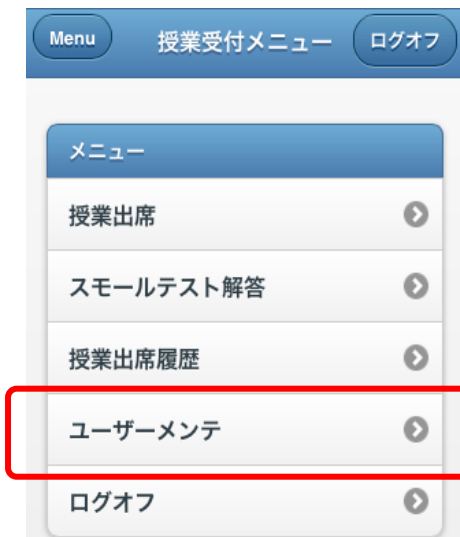 Menu 授業受付メニュー ログオフ
メニュー
授業出席
スモールテスト解答
授業出席履歴
ユーザーメンテ
ログオフ